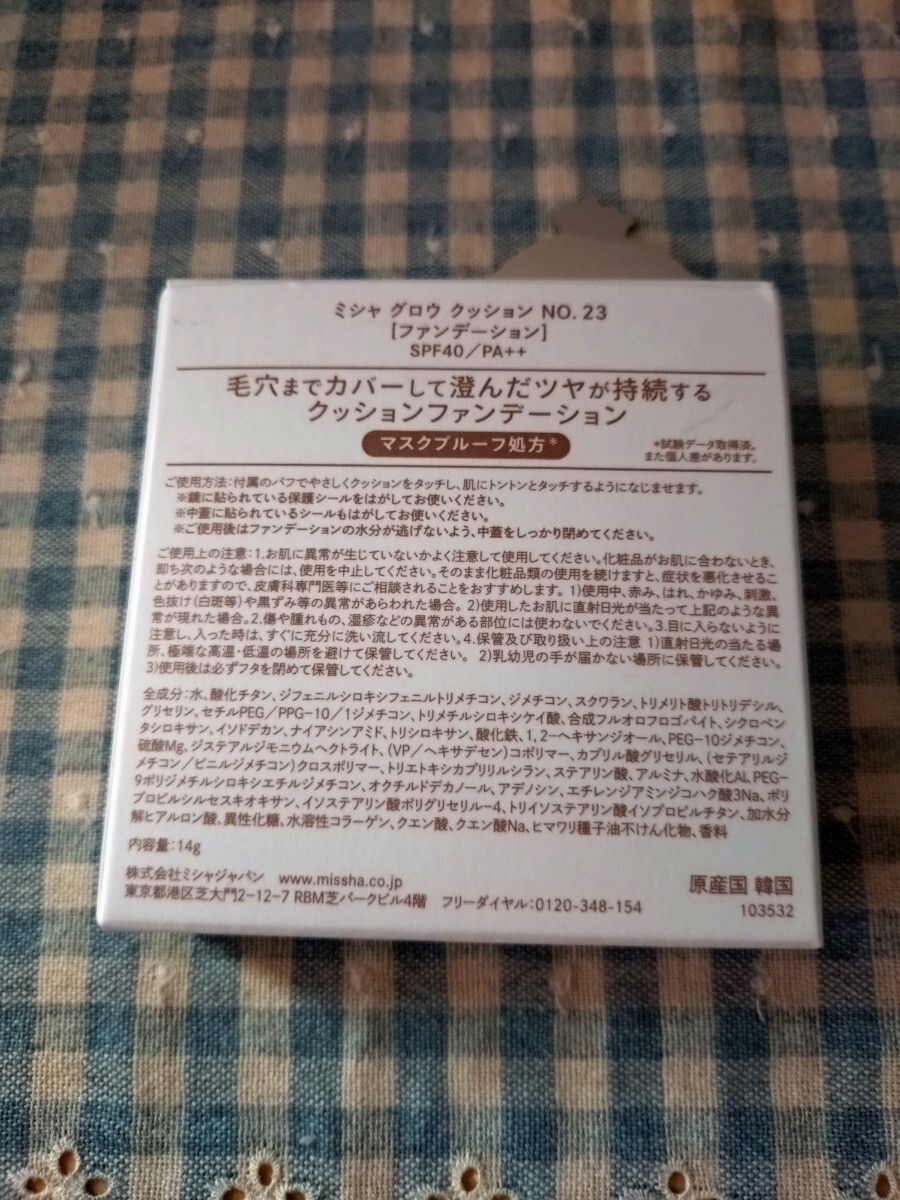 ミシャ グロウ クッション NO. 23
[ファンデーション]
SPF40／PA++
毛穴までカバーして澄んだツヤが持続する
クッションファンデーション
マスクプルーフ処方*
*試験データ取得済。
また個人差があります。
ご使用方法:付属のパフでやさしくクッションをタッチし、肌にトントンとタッチするようになじませます。
※鏡に貼られている保護シールをはがしてお使いください。
※中蓋に貼られているシールもはがしてお使いください。
※ご使用後はファンデーションの水分が逃げないよう、中蓋をしっかり閉めてください。
ご使用上の注意:1.お肌に異常が生じていないかよく注意して使用してください。化粧品がお肌に合わないとき、
即ち次のような場合には、使用を中止してください。そのまま化粧品類の使用を続けますと、症状を悪化させるこ
とがありますので、皮膚科専門医等にご相談されることをおすすめします。 1)使用中、赤み、はれ、かゆみ、刺激、
色抜け(白斑等)や黒ずみ等の異常があらわれた場合。 2)使用したお肌に直射日光が当たって上記のような異
常が現れた場合。2.傷や腫れもの、湿疹などの異常がある部位には使わないでください。3.目に入らないように
注意し、入った時は、すぐに充分に洗い流してください。4.保管及び取り扱い上の注意 1)直射日光の当たる場
所、極端な高温・低温の場所を避けて保管してください。 2)乳幼児の手が届かない場所に保管してください。
3)使用後は必ずフタを閉めて保管してください。
全成分:水、酸化チタン、ジフェニルシロキシフェニルトリメチコン、ジメチコン、スクワラン、トリメリト酸トリトリデシル、
グリセリン、セチルPEG／PPG-10／1ジメチコン、トリメチルシロキシケイ酸、合成フルオロフロゴパイト、シクロペン
タシロキサン、イソドデカン、ナイアシンアミド、トリシロキサン、酸化鉄、1, 2-ヘキサンジオール、PEG-10ジメチコン、
硫酸Mg、ジステアルジモニウムヘクトライト、(VP／ヘキサデセン)コポリマー、カプリル酸グリセリル、(セテアリルジ
メチコン／ビニルジメチコン)クロスポリマー、トリエトキシカプリリルシラン、ステアリン酸、アルミナ、水酸化Al、PEG-
9ポリジメチルシロキシエチルジメチコン、オクチルドデカノール、アデノシン、エチレンジアミンジコハク酸3Na、ポリ
プロピルシルセスキオキサン、イソステアリン酸ポリグリセリル-4、トリイソステアリン酸イソプロピルチタン、加水分
解ヒアルロン酸、異性化糖、水溶性コラーゲン、クエン酸、クエン酸Na、ヒマワリ種子油不けん化物、香料
内容量:14g
株式会社ミシャジャパン www.missha.co.jp
東京都港区芝大門2-12-7 RBM芝パークビル4階 フリーダイヤル:0120-348-154
原産国 韓国
103532